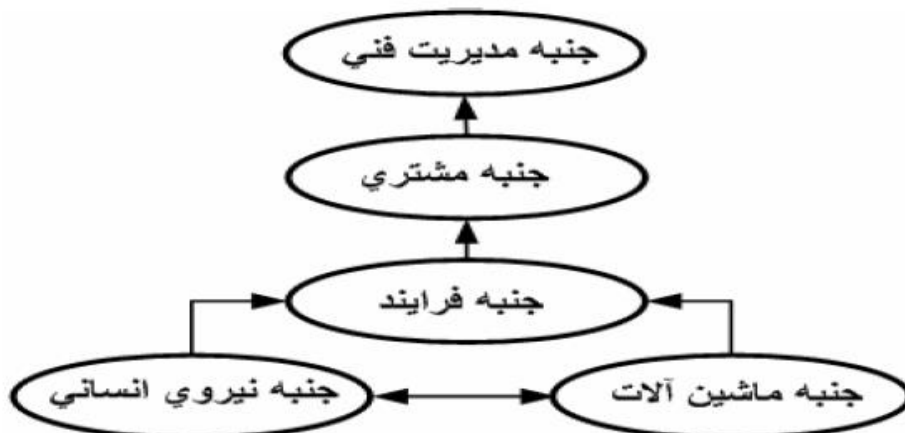 جنبه مديريت فني
جنبه مشتري
جنبه فرايند
جنبه ماشين آلات
جنبه نيروي انساني